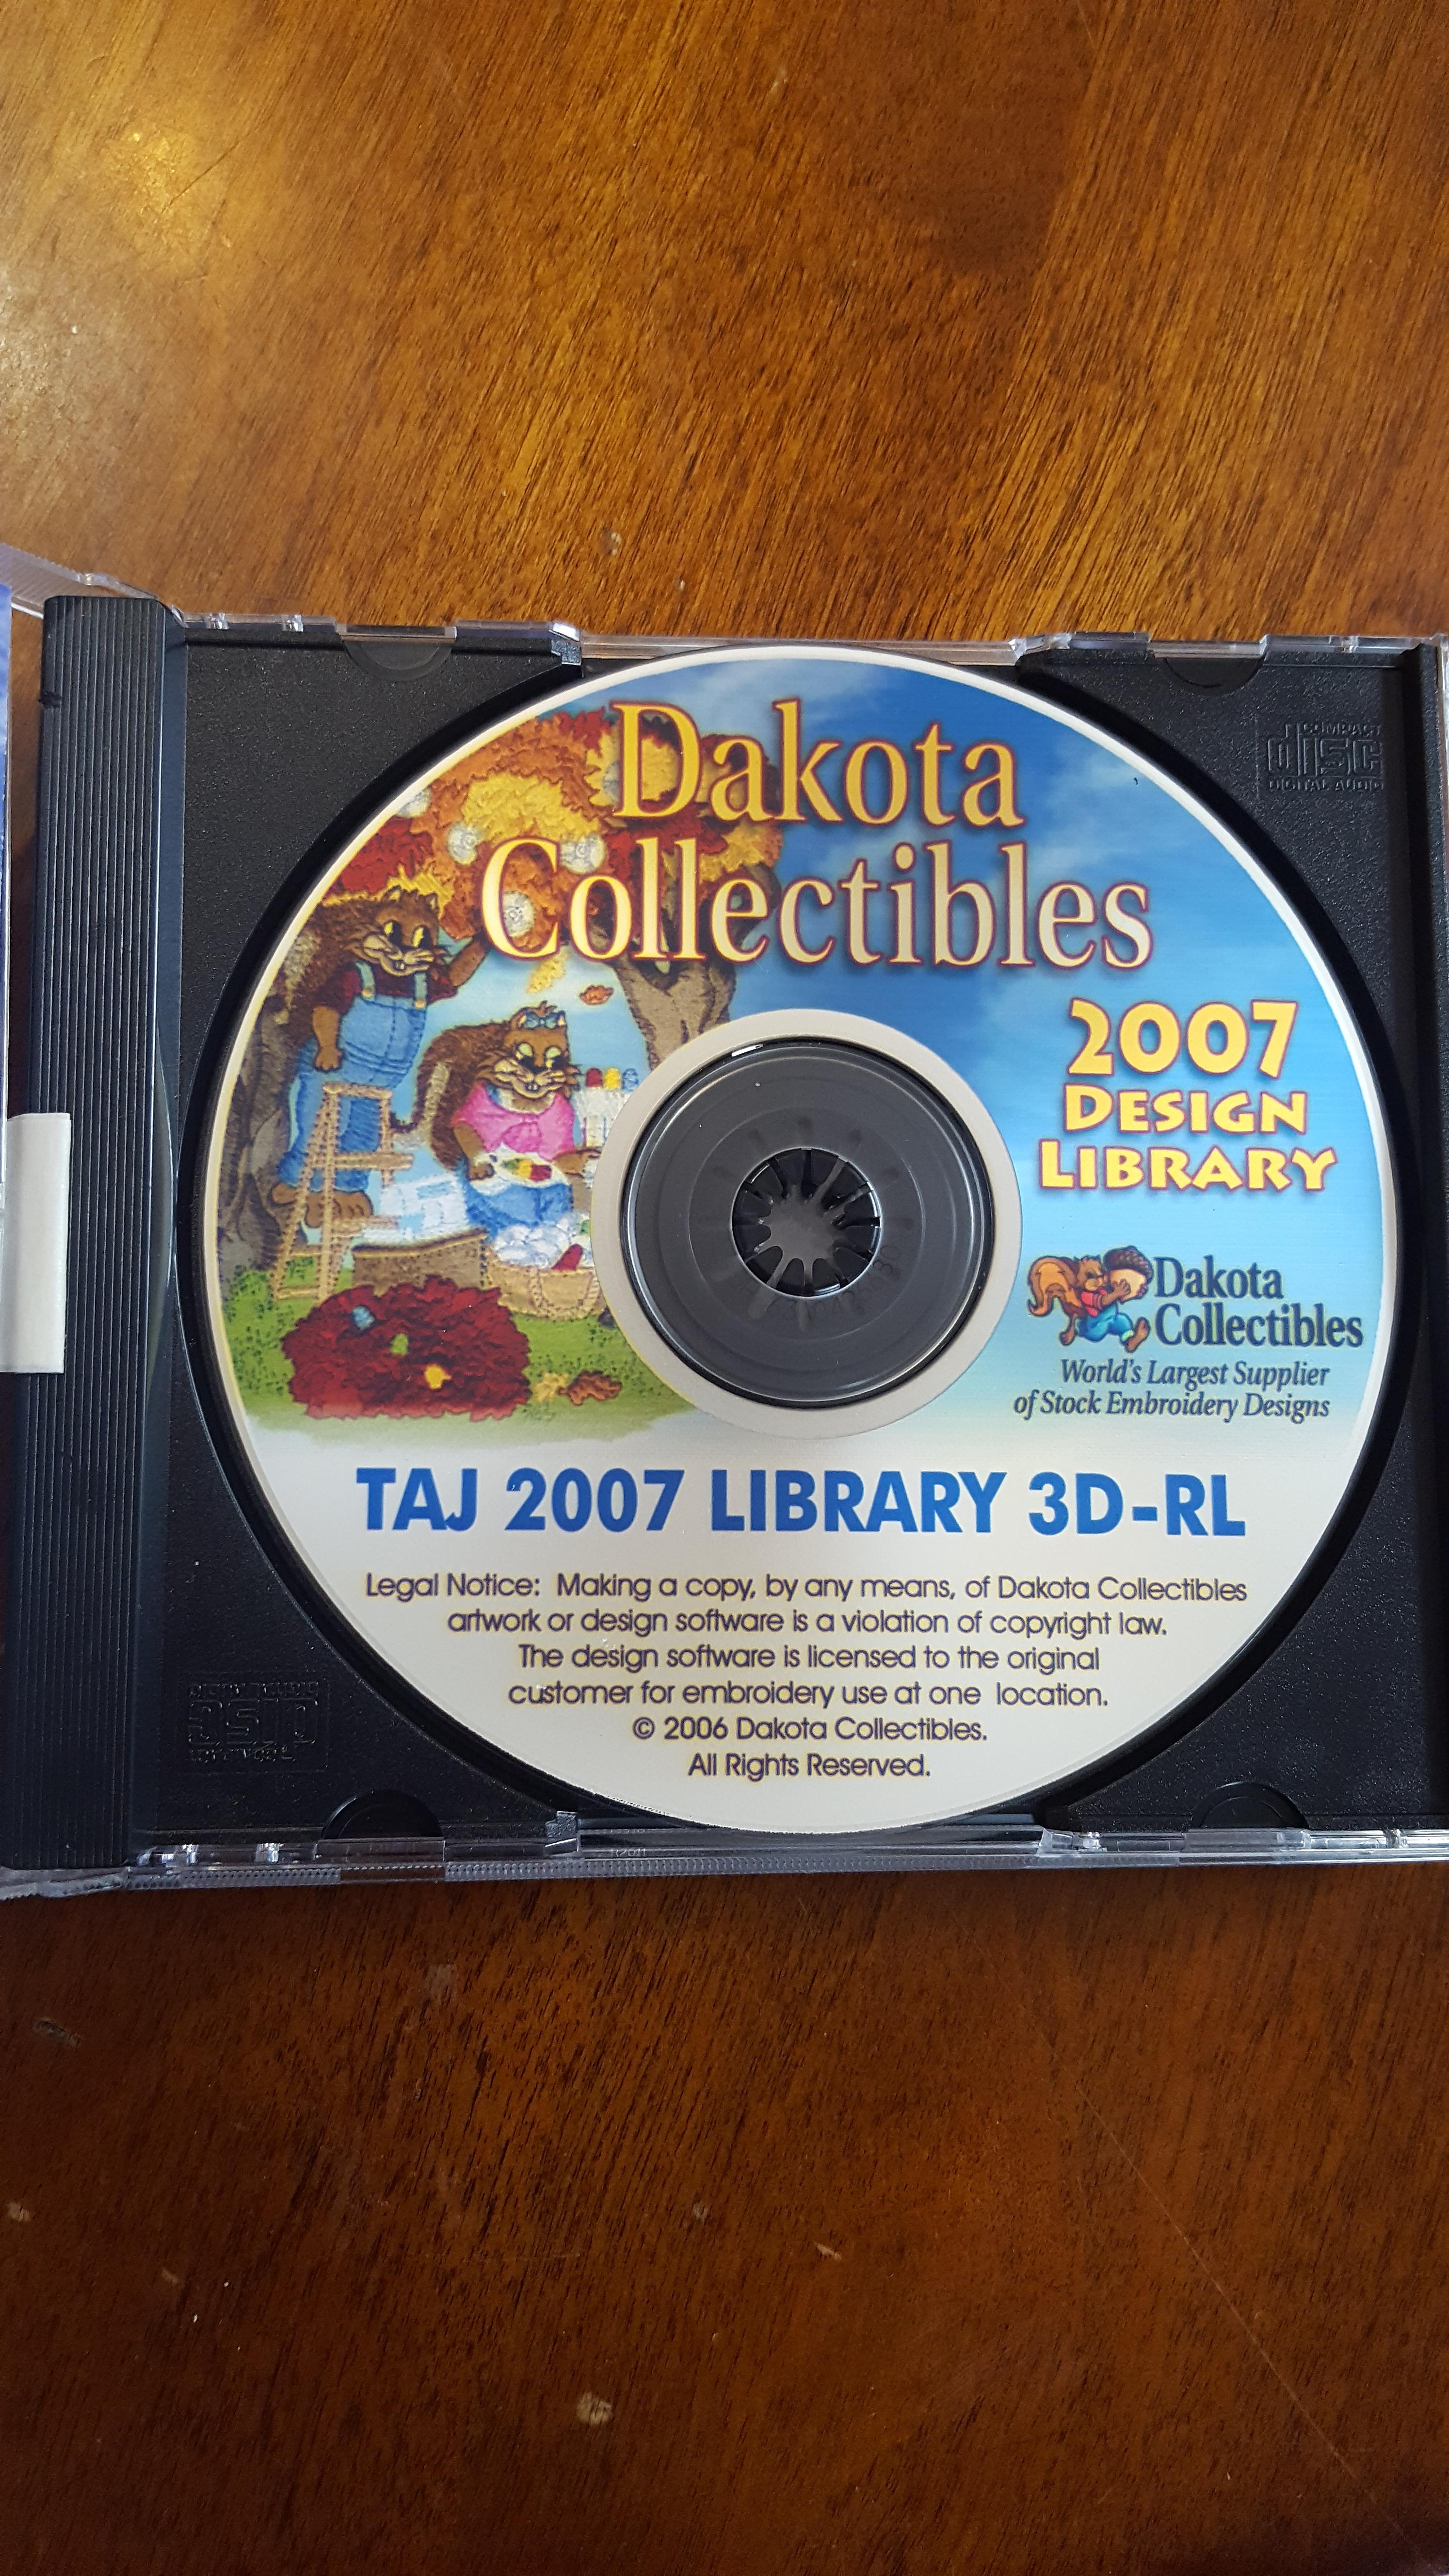 Dakota
Collectibles
2007
DESIGN
LIBRARY
Dakota
Collectibles
World's Largest Supplier
of Stock Embroidery Designs
TAJ 2007 LIBRARY 3D-RL
Legal Notice: Making a copy, by any means, of Dakota Collectibles
artwork or design software is a violation of copyright law.
The design software is licensed to the original
customer for embroidery use at one location.
© 2006 Dakota Collectibles.
All Rights Reserved.
COMPACT
disc
DIGITAL AUDIO